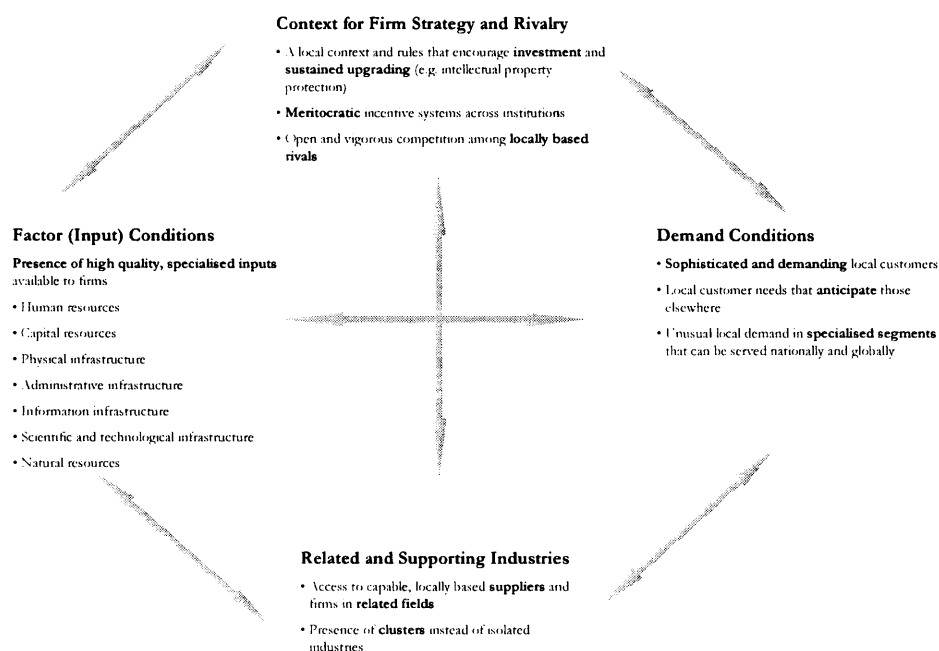 Context for Firm Strategy and Rivalry
• A local context and rules that encourage investment and
sustained upgrading (e.g. intellectual property
protection)
• Meritocratic incentive systems across institutions
• Open and vigorous competition among locally based
rivals
Factor (Input) Conditions
Presence of high quality, specialised inputs
available to firms
• Human resources
• Capital resources
• Physical infrastructure
• Administrative infrastructure
• Information infrastructure
• Scientific and technological infrastructure
• Natural resources
Demand Conditions
• Sophisticated and demanding local customers
• Local customer needs that anticipate those
elsewhere
• Unusual local demand in specialised segments
that can be served nationally and globally
Related and Supporting Industries
• Access to capable, locally based suppliers and
firms in related fields
• Presence of clusters instead of isolated
industries